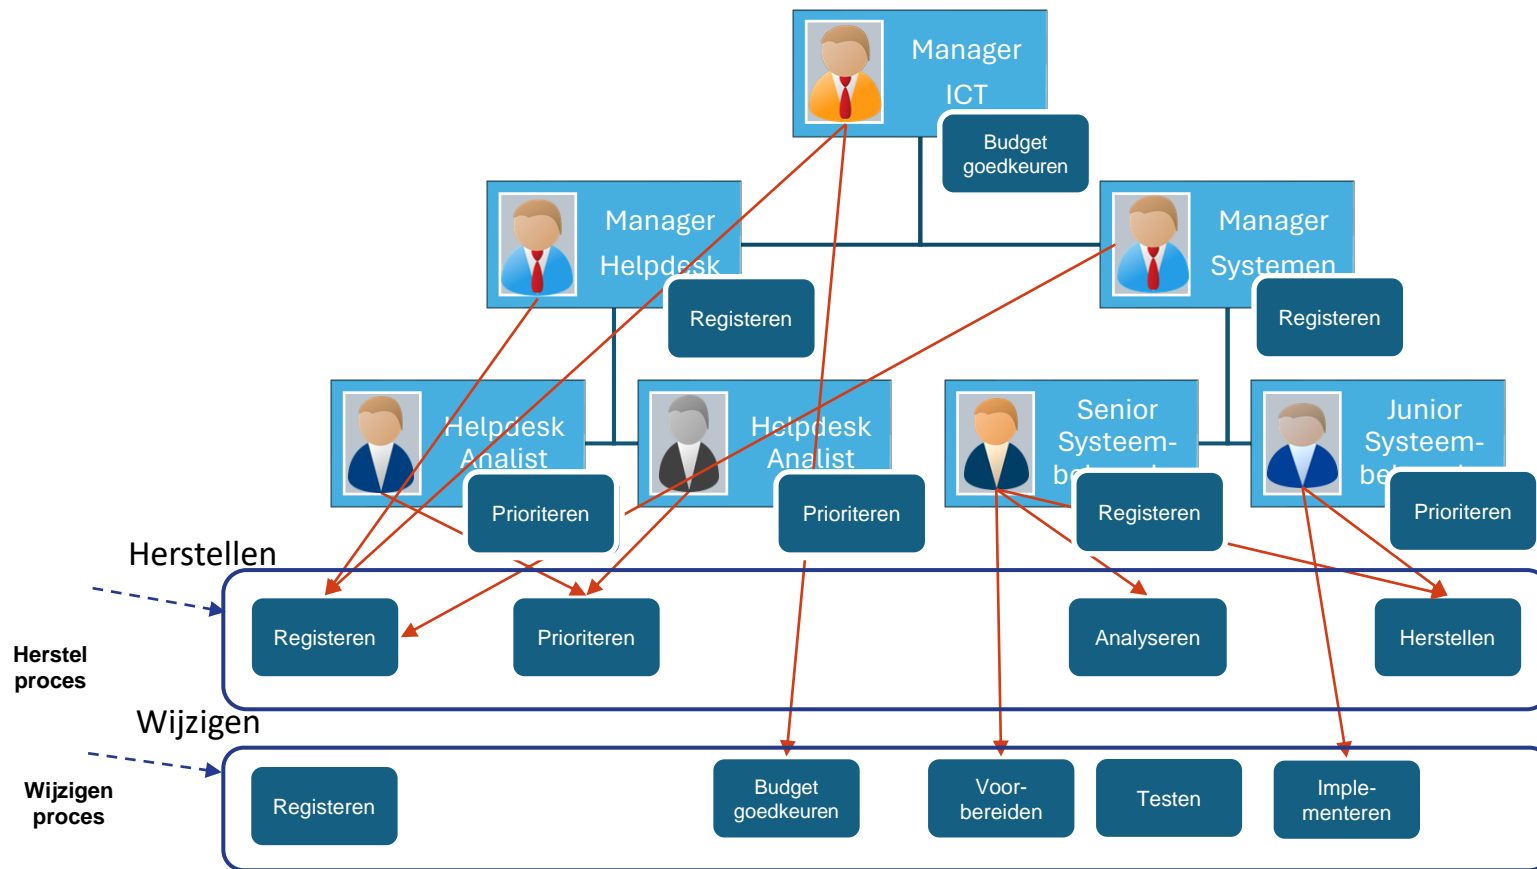 Manager
ICT
Budget
goedkeuren
Manager
Helpdesk
Registeren
Manager
Systemen
Registeren
Helpdesk
Analist
Prioriteren
Helpdesk
Analist
Prioriteren
Senior
Systeem-
Registeren
Junior
Systeem-
Prioriteren
Herstellen
Herstel
proces
Registeren
Prioriteren
Analyseren
Herstellen
Wijzigen
Wijzigen
proces
Registeren
Budget
goedkeuren
Voor-
bereiden
Testen
Imple-
menteren